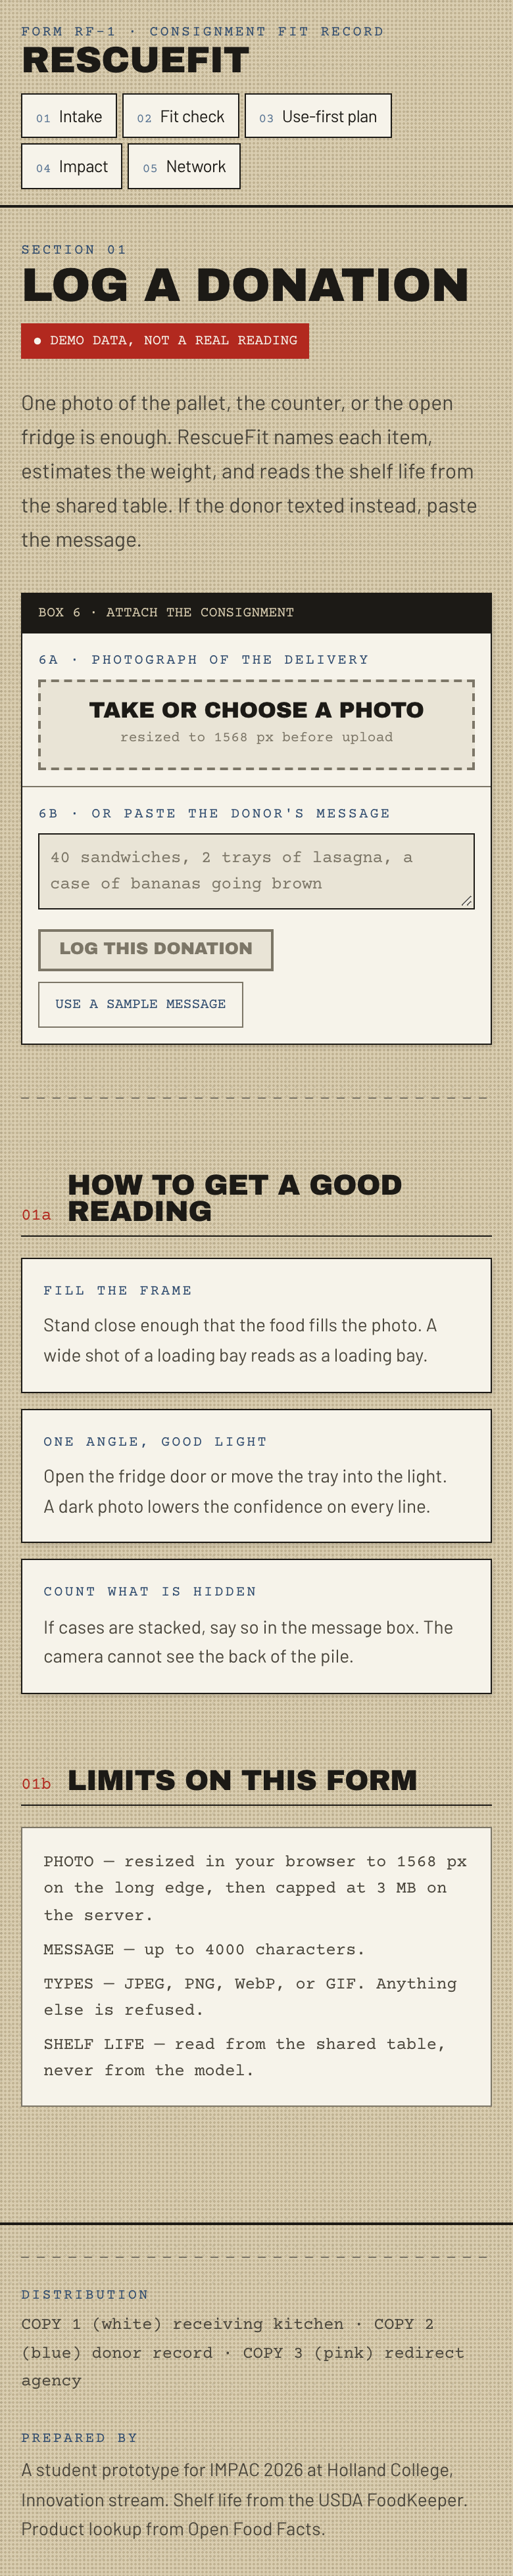 FORM RF-1 · CONSIGNMENT FIT RECORD
RESCUEFIT
01 Intake
02 Fit check
03 Use-first plan
04 Impact
05 Network
SECTION 01
LOG A DONATION
● DEMO DATA, NOT A REAL READING
One photo of the pallet, the counter, or the open
fridge is enough. RescueFit names each item,
estimates the weight, and reads the shelf life from
the shared table. If the donor texted instead, paste
the message.
BOX 6 · ATTACH THE CONSIGNMENT
6A · PHOTOGRAPH OF THE DELIVERY
TAKE OR CHOOSE A PHOTO
resized to 1568 px before upload
6B · OR PASTE THE DONOR'S MESSAGE
40 sandwiches, 2 trays of lasagna, a
case of bananas going brown
LOG THIS DONATION
USE A SAMPLE MESSAGE
01a HOW TO GET A GOOD
READING
FILL THE FRAME
Stand close enough that the food fills the photo. A
wide shot of a loading bay reads as a loading bay.
ONE ANGLE, GOOD LIGHT
Open the fridge door or move the tray into the light.
A dark photo lowers the confidence on every line.
COUNT WHAT IS HIDDEN
If cases are stacked, say so in the message box. The
camera cannot see the back of the pile.
01b LIMITS ON THIS FORM
PHOTO — resized in your browser to 1568 px
on the long edge, then capped at 3 MB on
the server.
MESSAGE — up to 4000 characters.
TYPES — JPEG, PNG, WebP, or GIF. Anything
else is refused.
SHELF LIFE — read from the shared table,
never from the model.
DISTRIBUTION
COPY 1 (white) receiving kitchen · COPY 2
(blue) donor record · COPY 3 (pink) redirect
agency
PREPARED BY
A student prototype for IMPAC 2026 at Holland College,
Innovation stream. Shelf life from the USDA FoodKeeper.
Product lookup from Open Food Facts.